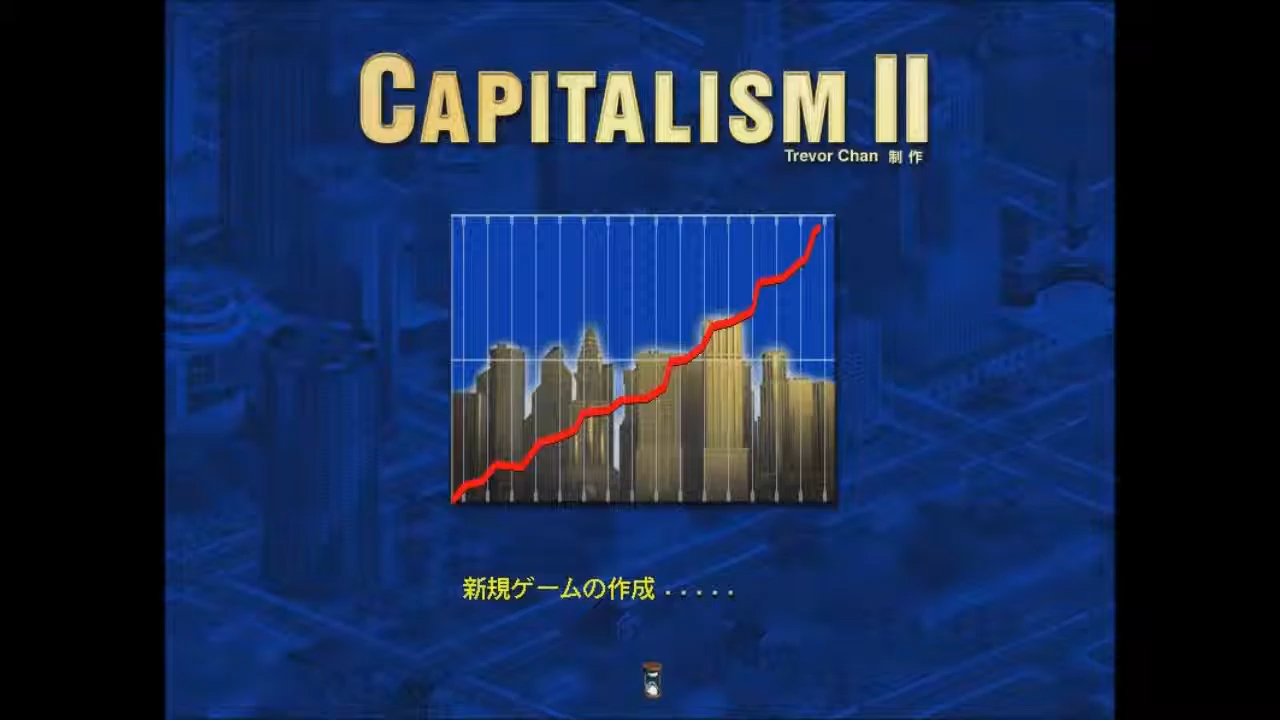 CAPITALISM II
Trevor Chan 制作
新規ゲームの作成 . . . . .